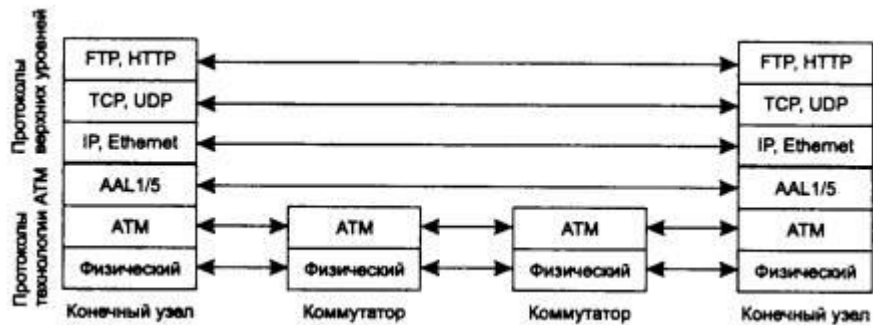 Протоколы
верхних уровней
Протоколы
технологии ATM
FTP, HTTP
FTP, HTTP
TCP, UDP
TCP, UDP
IP, Ethernet
IP, Ethernet
AAL1/5
AAL1/5
ATM
ATM
ATM
ATM
Физический
Физический
Физический
Физический
Конечный узел
Коммутатор
Коммутатор
Конечный узел